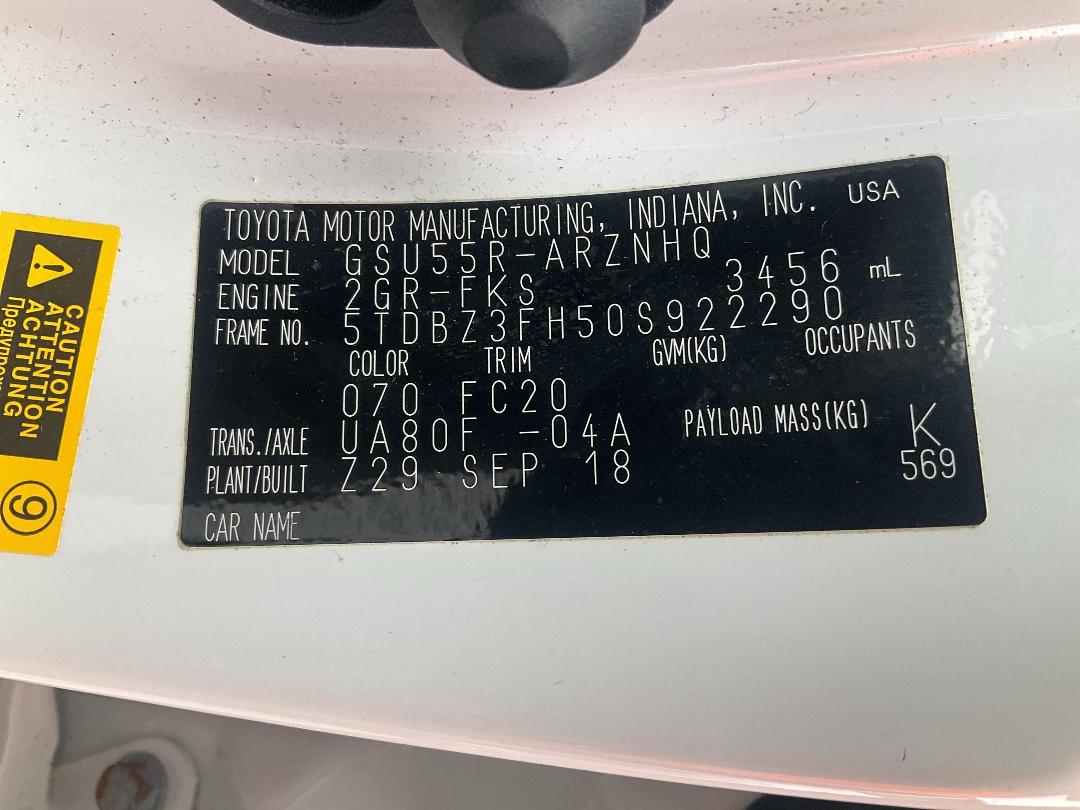 TOYOTA MOTOR MANUFACTURING, INDIANA, INC. USA
MODEL GSU55R-ARZNHQ
ENGINE 2GR-FKS 3456 mL
FRAME NO. 5TDBZ3FH50S922290
COLOR TRIM GVM(KG) OCCUPANTS
070 FC20
TRANS./AXLE UA80F -04A PAYLOAD MASS(KG) K
PLANT/BUILT Z29 SEP 18 569
CAR NAME
CAUTION
ATTENTION
ACHTUNG
9